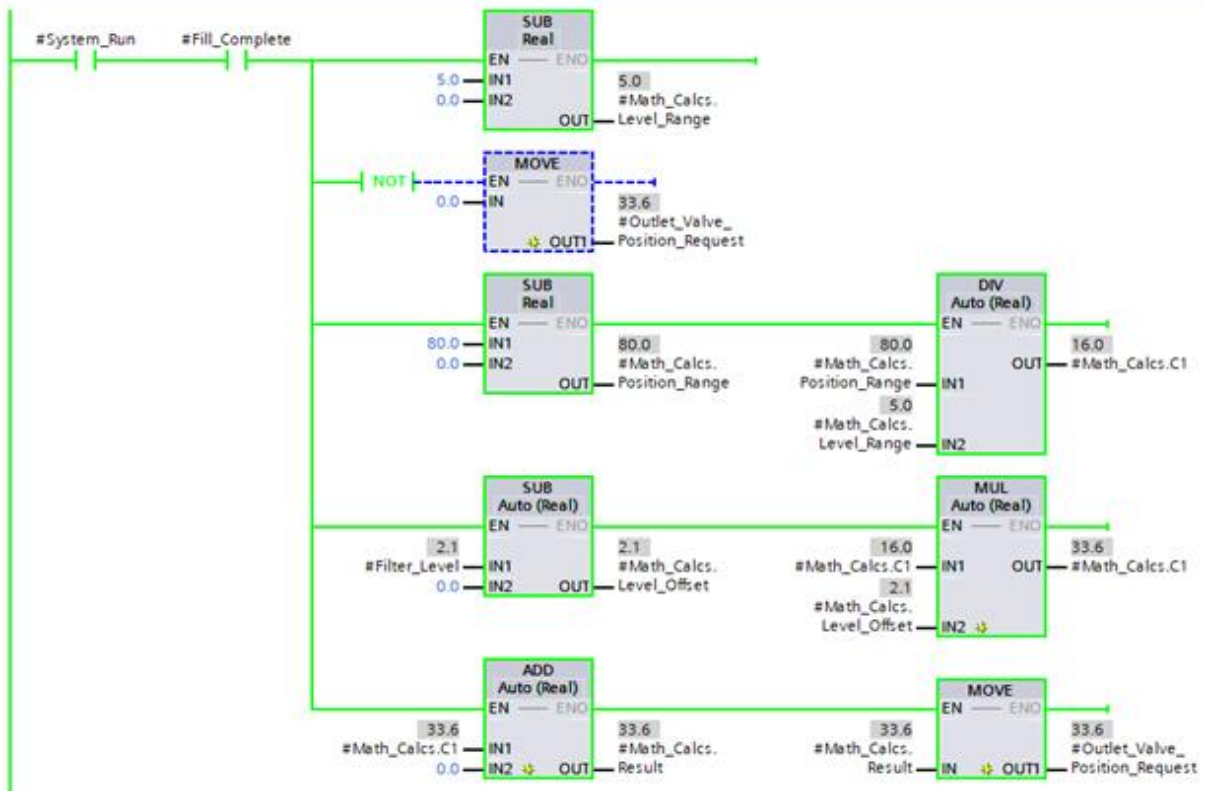 #System_Run #Fill_Complete
SUB
Real
EN ENO
5.0 IN1 5.0
0.0 IN2 #Math_Calcs.
OUT Level_Range
MOVE
NOT EN ENO
0.0 IN 33.6
#Outlet_Valve_
OUT1 Position_Request
SUB DIV
Real Auto (Real)
EN ENO EN ENO
80.0 IN1 80.0 80.0 16.0
0.0 IN2 #Math_Calcs. #Math_Calcs. OUT #Math_Calcs.C1
OUT Position_Range Position_Range IN1
5.0
#Math_Calcs.
Level_Range IN2
SUB MUL
Auto (Real) Auto (Real)
EN ENO EN ENO
2.1 2.1 16.0 33.6
#Filter_Level IN1 #Math_Calcs. #Math_Calcs.C1 IN1 OUT #Math_Calcs.C1
0.0 IN2 OUT Level_Offset 2.1
#Math_Calcs.
Level_Offset IN2
ADD MOVE
Auto (Real) EN ENO
EN ENO
33.6 33.6 33.6 33.6
#Math_Calcs.C1 IN1 #Math_Calcs. #Math_Calcs. #Outlet_Valve_
0.0 IN2 OUT Result Result IN OUT1 Position_Request